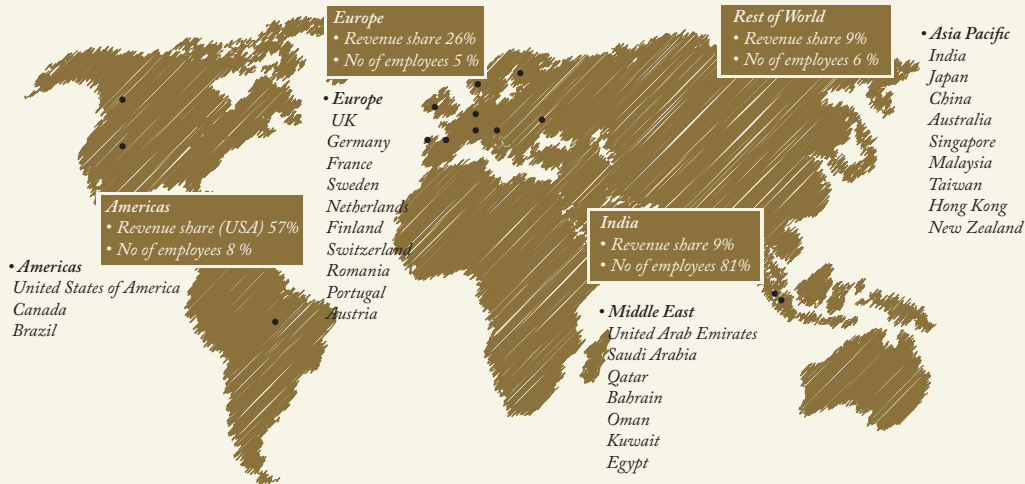 Europe
• Revenue share 26%
• No of employees 5 %
Rest of World
• Revenue share 9%
• No of employees 6 %
• Asia Pacific
India
Japan
China
Australia
Singapore
Malaysia
Taiwan
Hong Kong
New Zealand
• Europe
UK
Germany
France
Sweden
Netherlands
Finland
Switzerland
Romania
Portugal
Austria
Americas
• Revenue share (USA) 57%
• No of employees 8 %
• Americas
United States of America
Canada
Brazil
India
• Revenue share 9%
• No of employees 81%
• Middle East
United Arab Emirates
Saudi Arabia
Qatar
Bahrain
Oman
Kuwait
Egypt